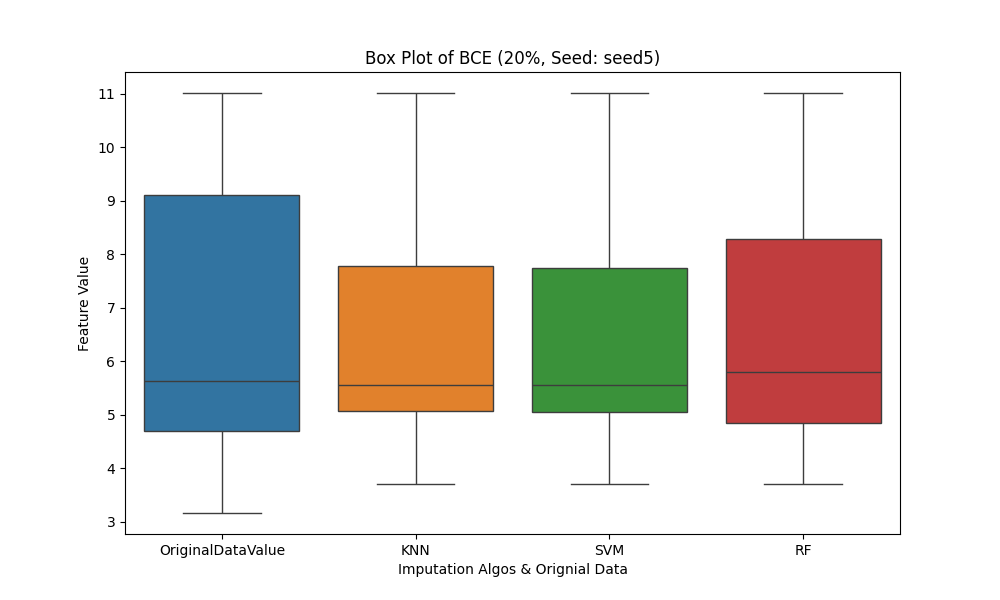 Box Plot of BCE (20%, Seed: seed5)
Feature Value
11
10
9
8
7
6
5
4
3
OriginalDataValue KNN SVM RF
Imputation Algos & Orignial Data